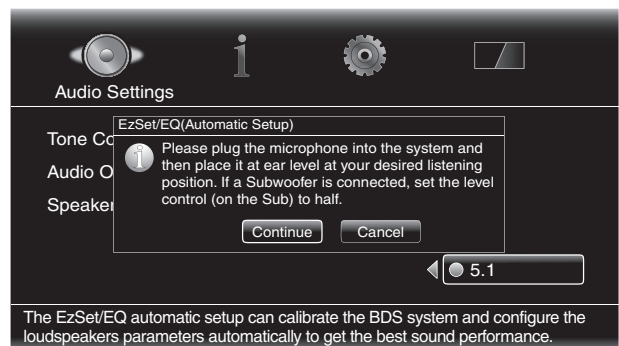 Audio Settings
EzSet/EQ(Automatic Setup)
Tone Co
Please plug the microphone into the system and
then place it at ear level at your desired listening
Audio O
position. If a Subwoofer is connected, set the level
control (on the Sub) to half.
Speaker
Continue Cancel
5.1
The EzSet/EQ automatic setup can calibrate the BDS system and configure the
loudspeakers parameters automatically to get the best sound performance.